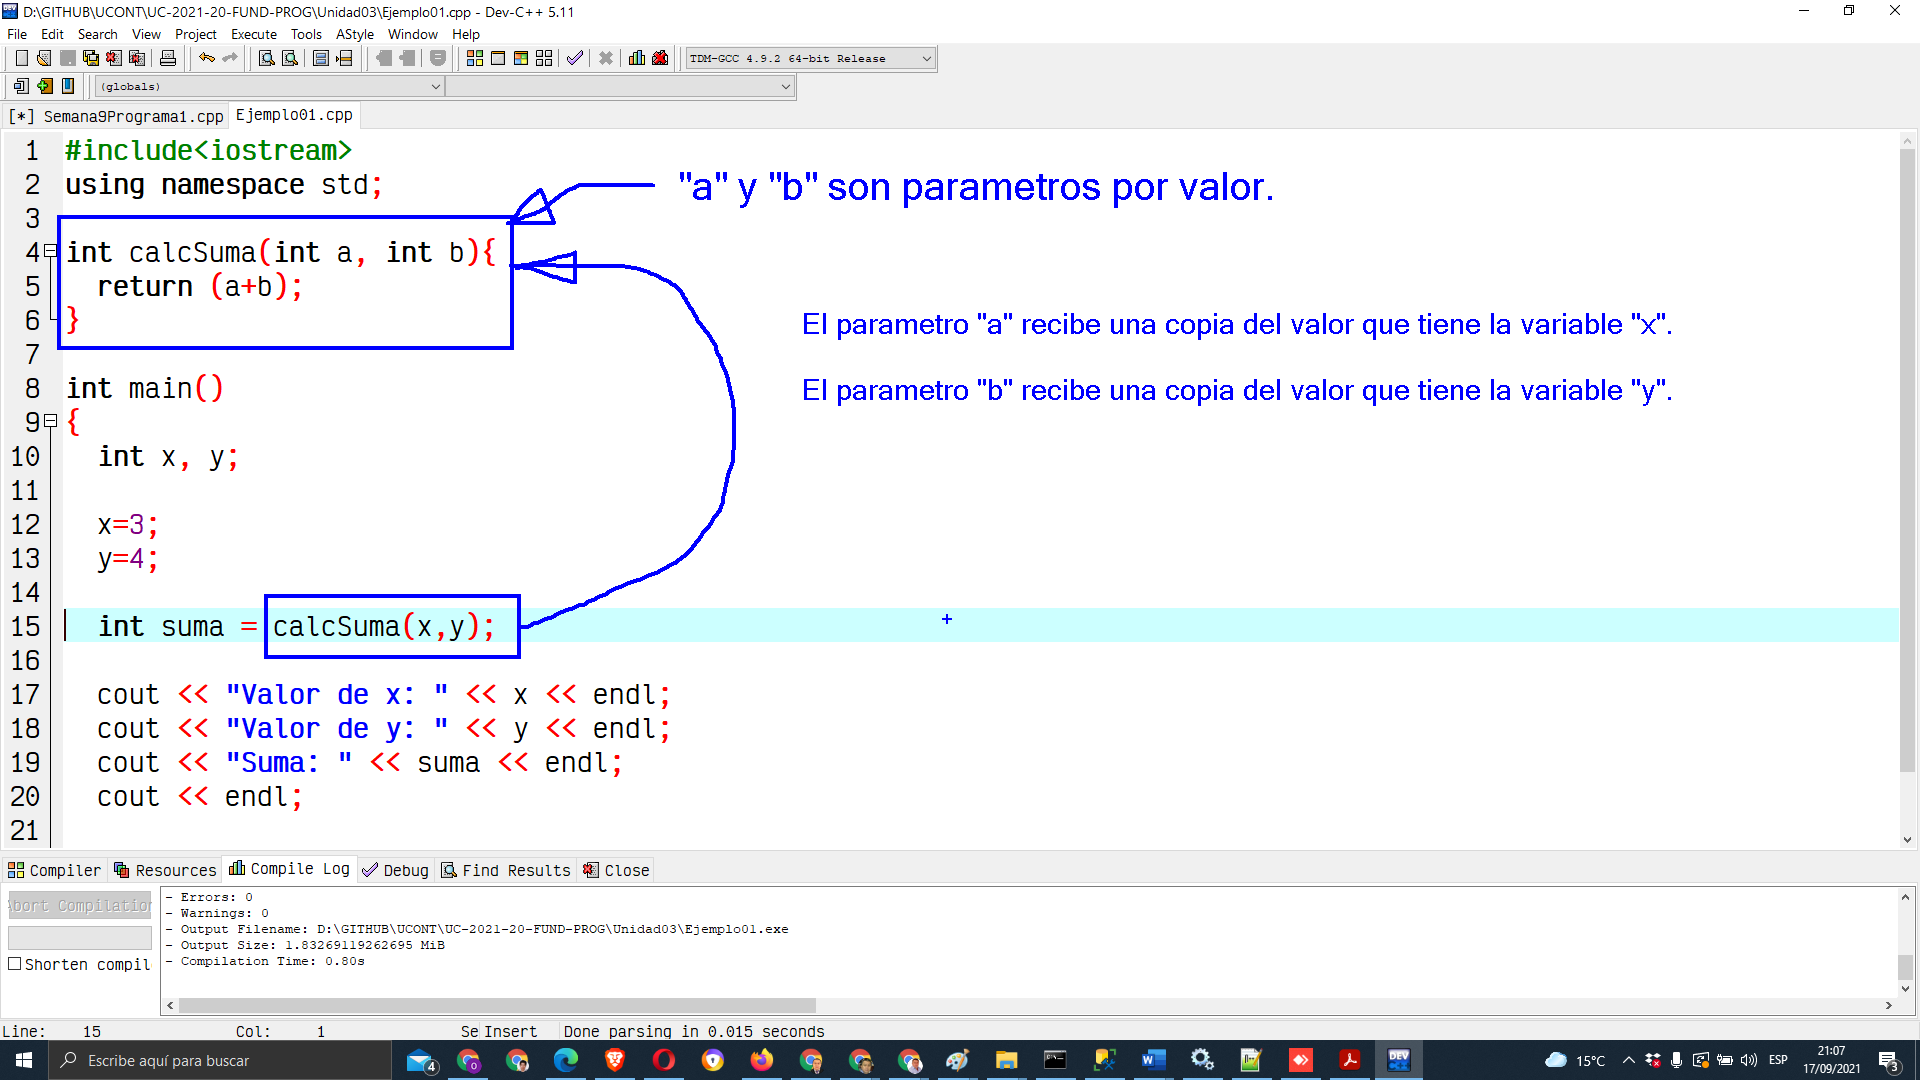 D:\GITHUB\UCONT\UC-2021-20-FUND-PROG\Unidad03\Ejemplo01.cpp - Dev-C++ 5.11
File Edit Search View Project Execute Tools AStyle Window Help
TDM-GCC 4.9.2 64-bit Release
(globals)
[*] Semana9Programa1.cpp Ejemplo01.cpp
1 #include<iostream>
2 using namespace std;
"a" y "b" son parametros por valor.
3
4 int calcSuma(int a, int b){
5 return (a+b);
6 }
El parametro "a" recibe una copia del valor que tiene la variable "x".
7
8 int main()
El parametro "b" recibe una copia del valor que tiene la variable "y".
9 {
10 int x, y;
11
12 x=3;
13 y=4;
14
15 int suma = calcSuma(x,y);
16
17 cout << "Valor de x: " << x << endl;
18 cout << "Valor de y: " << y << endl;
19 cout << "Suma: " << suma << endl;
20 cout << endl;
21
Compiler Resources Compile Log Debug Find Results Close
Abort Compilation
Shorten compil
- Errors: 0
- Warnings: 0
- Output Filename: D:\GITHUB\UCONT\UC-2021-20-FUND-PROG\Unidad03\Ejemplo01.exe
- Output Size: 1.83269119262695 MiB
- Compilation Time: 0.80s
Line: 15 Col: 1 Se Insert Done parsing in 0.015 seconds
Escribe aquí para buscar
4
DEV
15°C
ESP
21:07
17/09/2021
3